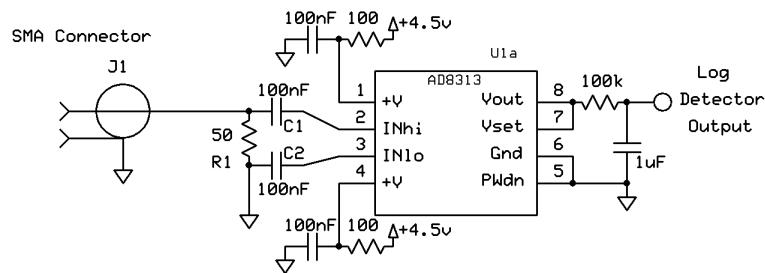 100nF 100 +4.5v
SMA Connector
U1a
J1
100nF
AD8313
Log
Detector
Output
1 +V
Vout 8
100k
2 INhi
Vset 7
C1
50
R1
C2
3 INlo
Gnd 6
1uF
100nF
4 +V
PWdn 5
100nF 100 +4.5v